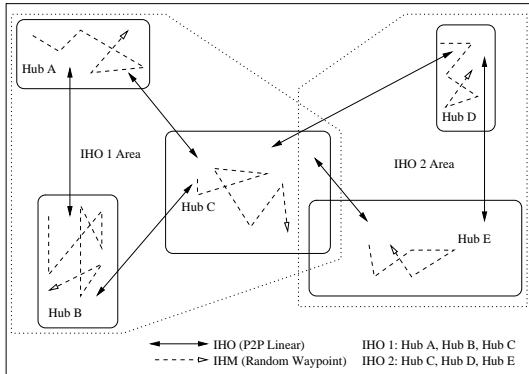 Hub A
Hub D
IHO 1 Area
IHO 2 Area
Hub C
Hub E
Hub B
IHO (P2P Linear)
IHM (Random Waypoint)
IHO 1: Hub A, Hub B, Hub C
IHO 2: Hub C, Hub D, Hub E